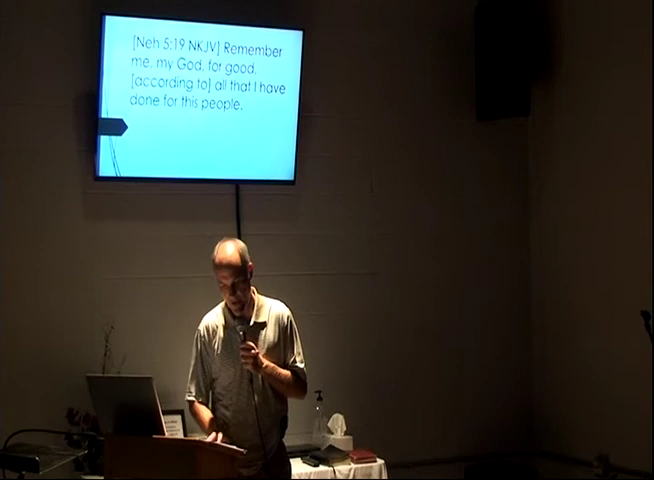 [Neh 5:19 NKJV] Remember
me, my God, for good,
[according to] all that I have
done for this people.